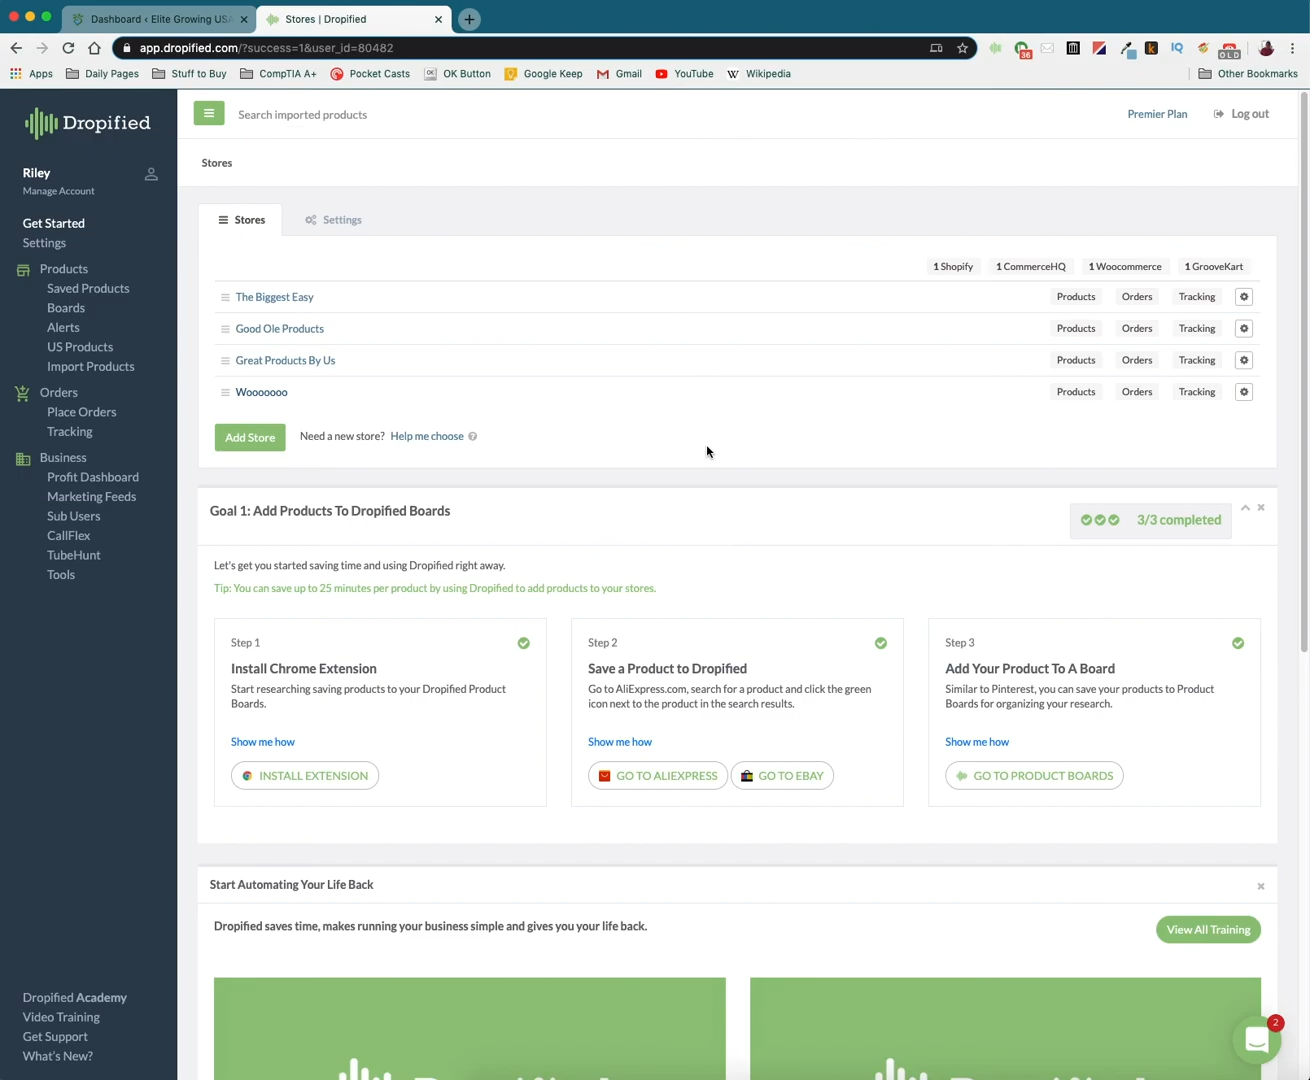 Dashboard ‹ Elite Growing USA
Stores | Dropified
app.dropified.com/?success=1&user_id=80482
36
OLD
Apps
Daily Pages
Stuff to Buy
CompTIA A+
Pocket Casts
OK Button
Google Keep
Gmail
YouTube
Wikipedia
Other Bookmarks
Dropified
Search imported products
Premier Plan
Log out
Riley
Manage Account
Get Started
Settings
Products
Saved Products
Boards
Alerts
US Products
Import Products
Orders
Place Orders
Tracking
Business
Profit Dashboard
Marketing Feeds
Sub Users
CallFlex
TubeHunt
Tools
Dropified Academy
Video Training
Get Support
What's New?
Stores
Stores
Settings
1 Shopify
1 CommerceHQ
1 Woocommerce
1 GrooveKart
The Biggest Easy
Products
Orders
Tracking
Good Ole Products
Products
Orders
Tracking
Great Products By Us
Products
Orders
Tracking
Wooooooo
Products
Orders
Tracking
Add Store
Need a new store? Help me choose
Goal 1: Add Products To Dropified Boards
3/3 completed
Let's get you started saving time and using Dropified right away.
Tip: You can save up to 25 minutes per product by using Dropified to add products to your stores.
Step 1
Install Chrome Extension
Start researching saving products to your Dropified Product
Boards.
Show me how
INSTALL EXTENSION
Step 2
Save a Product to Dropified
Go to AliExpress.com, search for a product and click the green
icon next to the product in the search results.
Show me how
GO TO ALIEXPRESS
GO TO EBAY
Step 3
Add Your Product To A Board
Similar to Pinterest, you can save your products to Product
Boards for organizing your research.
Show me how
GO TO PRODUCT BOARDS
Start Automating Your Life Back
Dropified saves time, makes running your business simple and gives you your life back.
View All Training
2